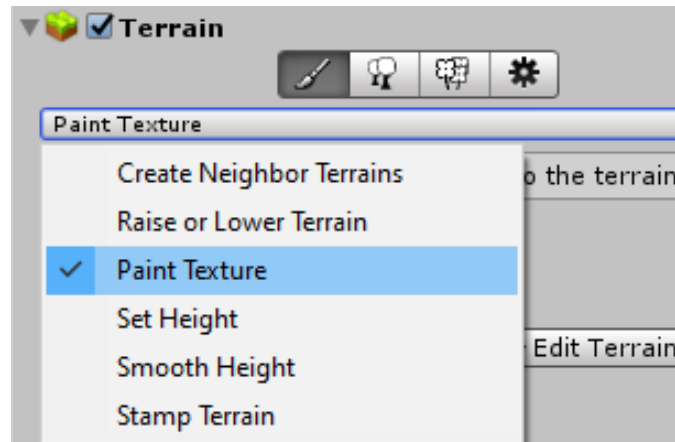 Terrain
Paint Texture
Create Neighbor Terrains
o the terrain
Raise or Lower Terrain
Paint Texture
Set Height
Edit Terrain
Smooth Height
Stamp Terrain